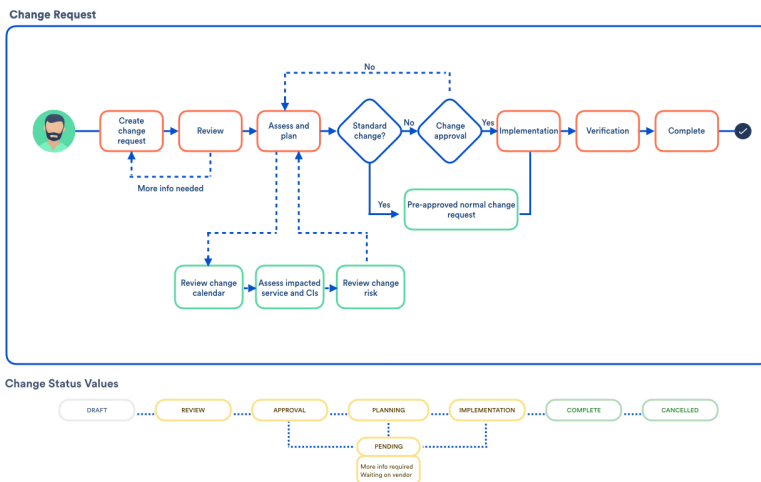 Change Request
No
Create
change
request
Review
Assess and
plan
Standard
change?
No
Change
approval
Yes
Implementation
Verification
Complete
More info needed
Yes
Pre-approved normal change
request
Review change
calendar
Assess impacted
service and CIs
Review change
risk
Change Status Values
DRAFT
REVIEW
APPROVAL
PLANNING
IMPLEMENTATION
COMPLETE
CANCELLED
PENDING
More info required
Waiting on vendor